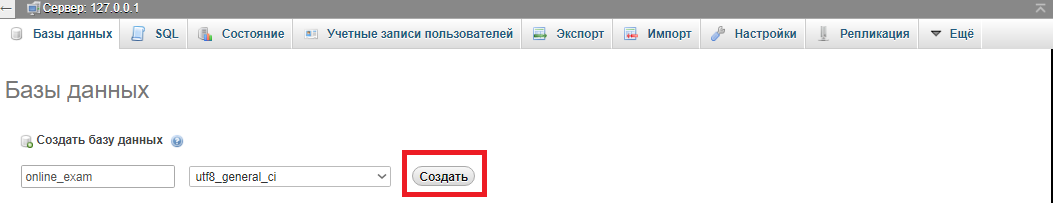 Сервер: 127.0.0.1
Базы данных SQL Состояние Учетные записи пользователей Экспорт Импорт Настройки Репликация Ещё
Базы данных
Создать базу данных
online_exam utf8_general_ci Создать